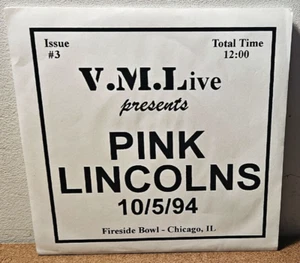 Issue Total Time
#3 12:00
V.M.Live
presents
PINK
LINCOLNS
10/5/94
Fireside Bowl - Chicago, IL